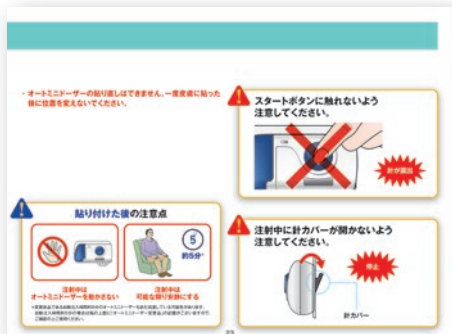 ・オートミニドーザーの貼り直しはできません。一度皮膚に貼った
後に位置を変えないでください。
スタートボタンに触れないよう
注意してください。
針が露出
貼り付けた後の注意点
5
約5分*
注射中は
オートミニドーザーを動かさない
注射中は
可能な限り安静にする
注射中に針カバーが開かないよう
注意してください。
停止
23